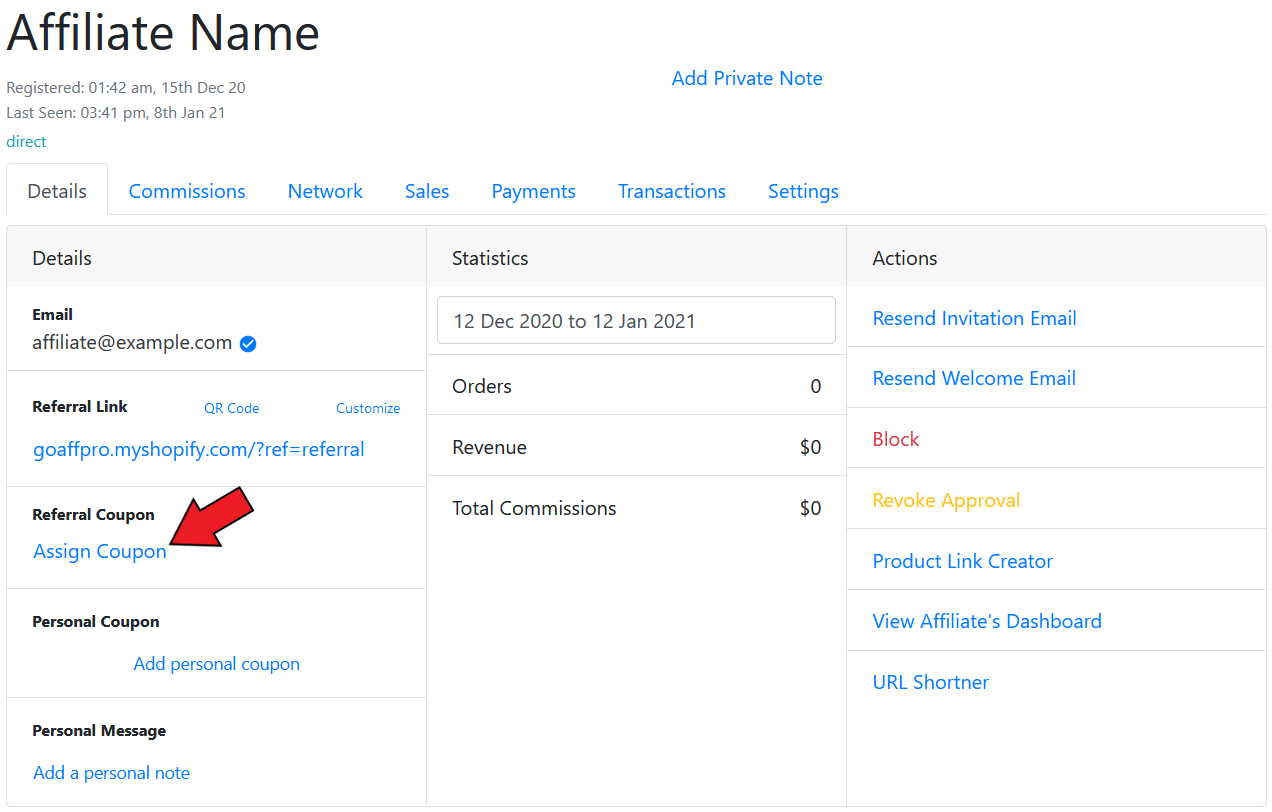 Affiliate Name
Add Private Note
Registered: 01:42 am, 15th Dec 20
Last Seen: 03:41 pm, 8th Jan 21
direct
Details Commissions Network Sales Payments Transactions Settings
Details
Email
affiliate@example.com
Referral Link QR Code Customize
goaffpro.myshopify.com/?ref=referral
Referral Coupon
Assign Coupon
Personal Coupon
Add personal coupon
Personal Message
Add a personal note
Statistics
12 Dec 2020 to 12 Jan 2021
Orders 0
Revenue $0
Total Commissions $0
Actions
Resend Invitation Email
Resend Welcome Email
Block
Revoke Approval
Product Link Creator
View Affiliate's Dashboard
URL Shortner